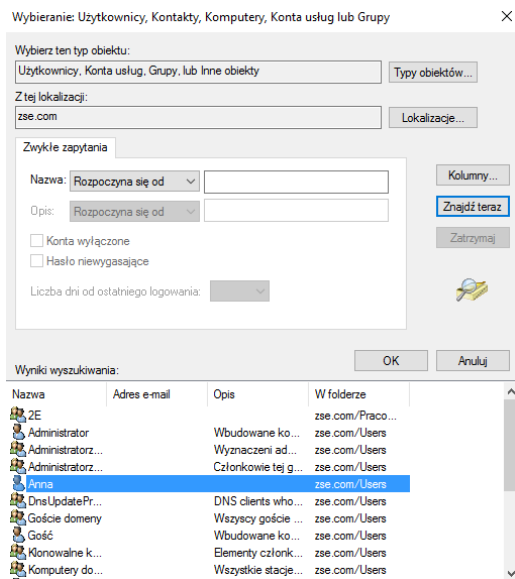 Wybieranie: Użytkownicy, Kontakty, Komputery, Konta usług lub Grupy
Wybierz ten typ obiektu:
Użytkownicy, Konta usług, Grupy, lub Inne obiekty
Typy obiektów...
Z tej lokalizacji:
zse.com
Lokalizacje...
Zwykłe zapytania
Nazwa: Rozpoczyna się od
Kolumny...
Opis: Rozpoczyna się od
Znajdź teraz
Konta wyłączone
Zatrzymaj
Hasło niewygasające
Liczba dni od ostatniego logowania:
OK Anuluj
Wyniki wyszukiwania:
Nazwa Adres e-mail Opis W folderze
2E zse.com/Praco...
Administrator Wbudowane ko... zse.com/Users
Administratorz... Wyznaczeni ad... zse.com/Users
Administratorz... Członkowie tej g... zse.com/Users
Anna zse.com/Users
DnsUpdatePr... DNS clients who... zse.com/Users
Goście domeny Wszyscy goście ... zse.com/Users
Gość Wbudowane ko... zse.com/Users
Klonowalne k... Elementy członk... zse.com/Users
Komputery do... Wszystkie stacje... zse.com/Users